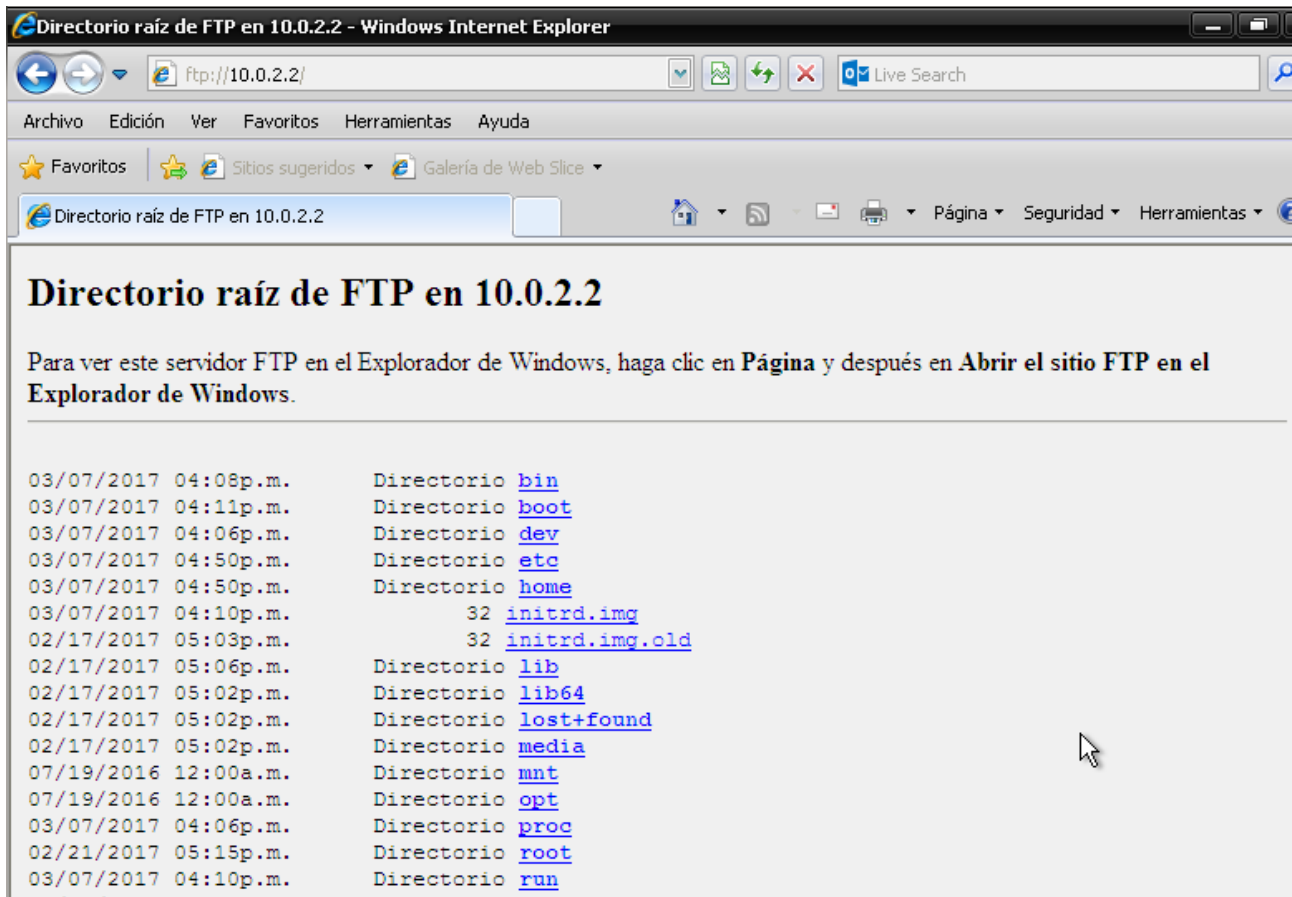 Directorio raíz de FTP en 10.0.2.2 - Windows Internet Explorer
ftp://10.0.2.2/ Live Search
Archivo Edición Ver Favoritos Herramientas Ayuda
Favoritos Sitios sugeridos Galería de Web Slice
Directorio raíz de FTP en 10.0.2.2 Página Seguridad Herramientas
Directorio raíz de FTP en 10.0.2.2
Para ver este servidor FTP en el Explorador de Windows, haga clic en Página y después en Abrir el sitio FTP en el
Explorador de Windows.
03/07/2017 04:08p.m. Directorio bin
03/07/2017 04:11p.m. Directorio boot
03/07/2017 04:06p.m. Directorio dev
03/07/2017 04:50p.m. Directorio etc
03/07/2017 04:50p.m. Directorio home
03/07/2017 04:10p.m. 32 initrd.img
02/17/2017 05:03p.m. 32 initrd.img.old
02/17/2017 05:06p.m. Directorio lib
02/17/2017 05:02p.m. Directorio lib64
02/17/2017 05:02p.m. Directorio lost+found
02/17/2017 05:02p.m. Directorio media
07/19/2016 12:00a.m. Directorio mnt
07/19/2016 12:00a.m. Directorio opt
03/07/2017 04:06p.m. Directorio proc
02/21/2017 05:15p.m. Directorio root
03/07/2017 04:10p.m. Directorio run